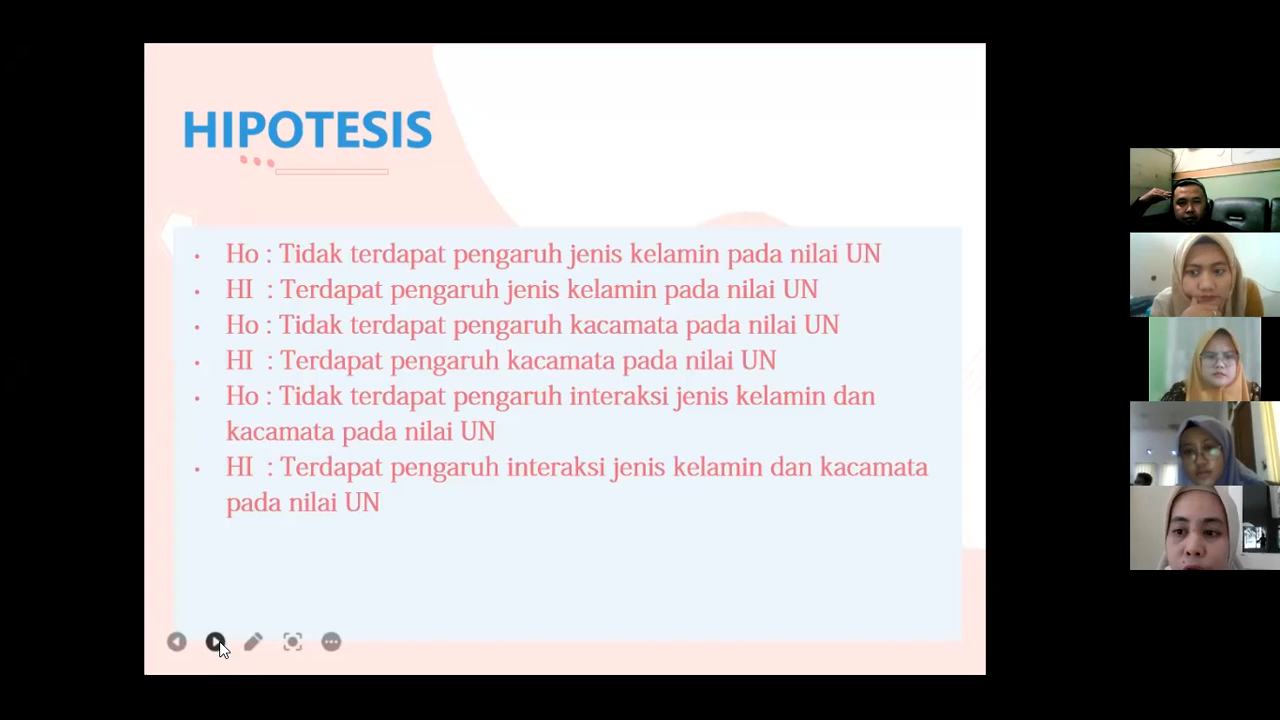 HIPOTESIS
• Ho : Tidak terdapat pengaruh jenis kelamin pada nilai UN
• HI : Terdapat pengaruh jenis kelamin pada nilai UN
• Ho : Tidak terdapat pengaruh kacamata pada nilai UN
• HI : Terdapat pengaruh kacamata pada nilai UN
• Ho : Tidak terdapat pengaruh interaksi jenis kelamin dan
kacamata pada nilai UN
• HI : Terdapat pengaruh interaksi jenis kelamin dan kacamata
pada nilai UN